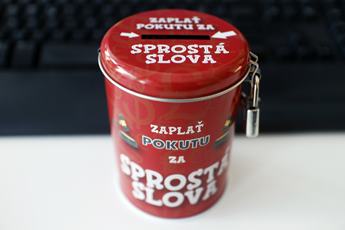 ZAPLAŤ
POKUTU ZA
SPROSTÁ
SLOVA
ZAPLAŤ
POKUTU
ZA
SPROSTÁ
SLOVA